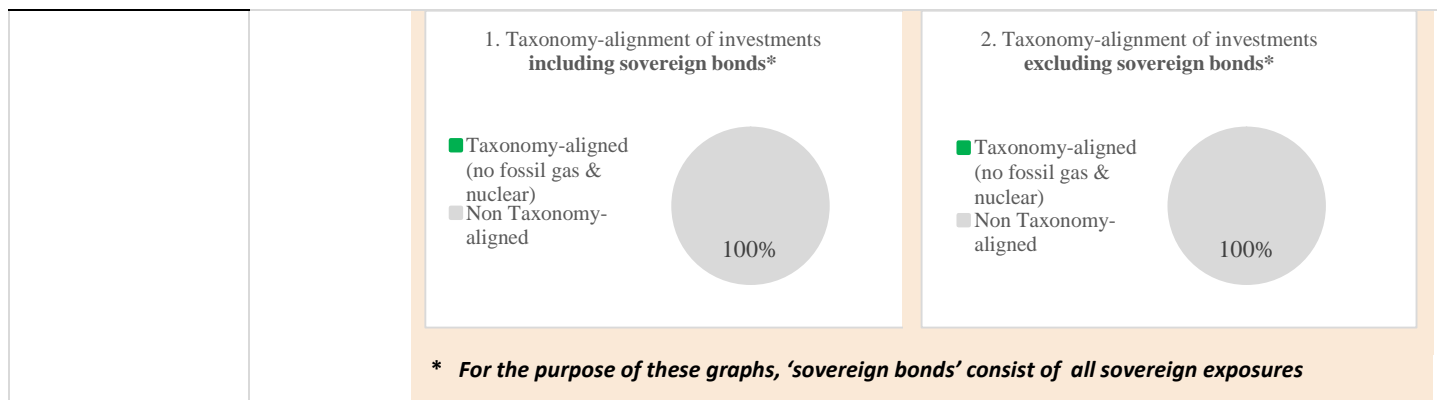 1. Taxonomy-alignment of investments
including sovereign bonds*
Taxonomy-aligned
(no fossil gas &
nuclear)
Non Taxonomy-
aligned
100%
2. Taxonomy-alignment of investments
excluding sovereign bonds*
Taxonomy-aligned
(no fossil gas &
nuclear)
Non Taxonomy-
aligned
100%
* For the purpose of these graphs, ‘sovereign bonds’ consist of all sovereign exposures